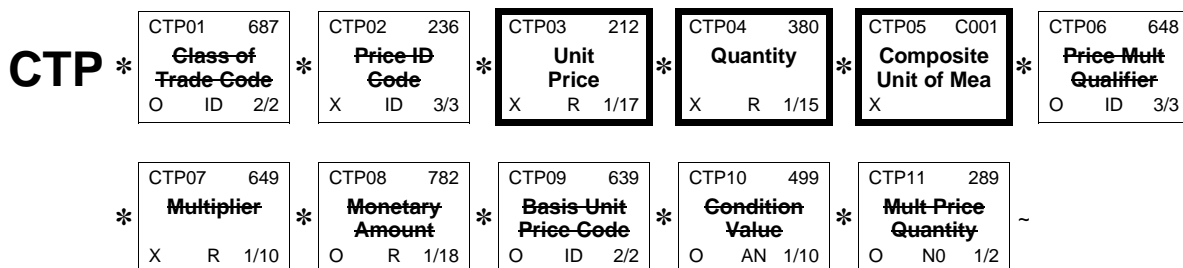 CTP01 687 CTP02 236 CTP03 212 CTP04 380 CTP05 C001 CTP06 648
CTP * Class of * Price ID * Unit * Quantity * Composite * Price Mult
Trade Code Code Price Unit of Mea Qualifier
O ID 2/2 X ID 3/3 X R 1/17 X R 1/15 X O ID 3/3
CTP07 649 CTP08 782 CTP09 639 CTP10 499 CTP11 289
* Multiplier * Monetary * Basis Unit * Condition * Mult Price ~
Amount Price Code Value Quantity
X R 1/10 O R 1/18 O ID 2/2 O AN 1/10 O N0 1/2